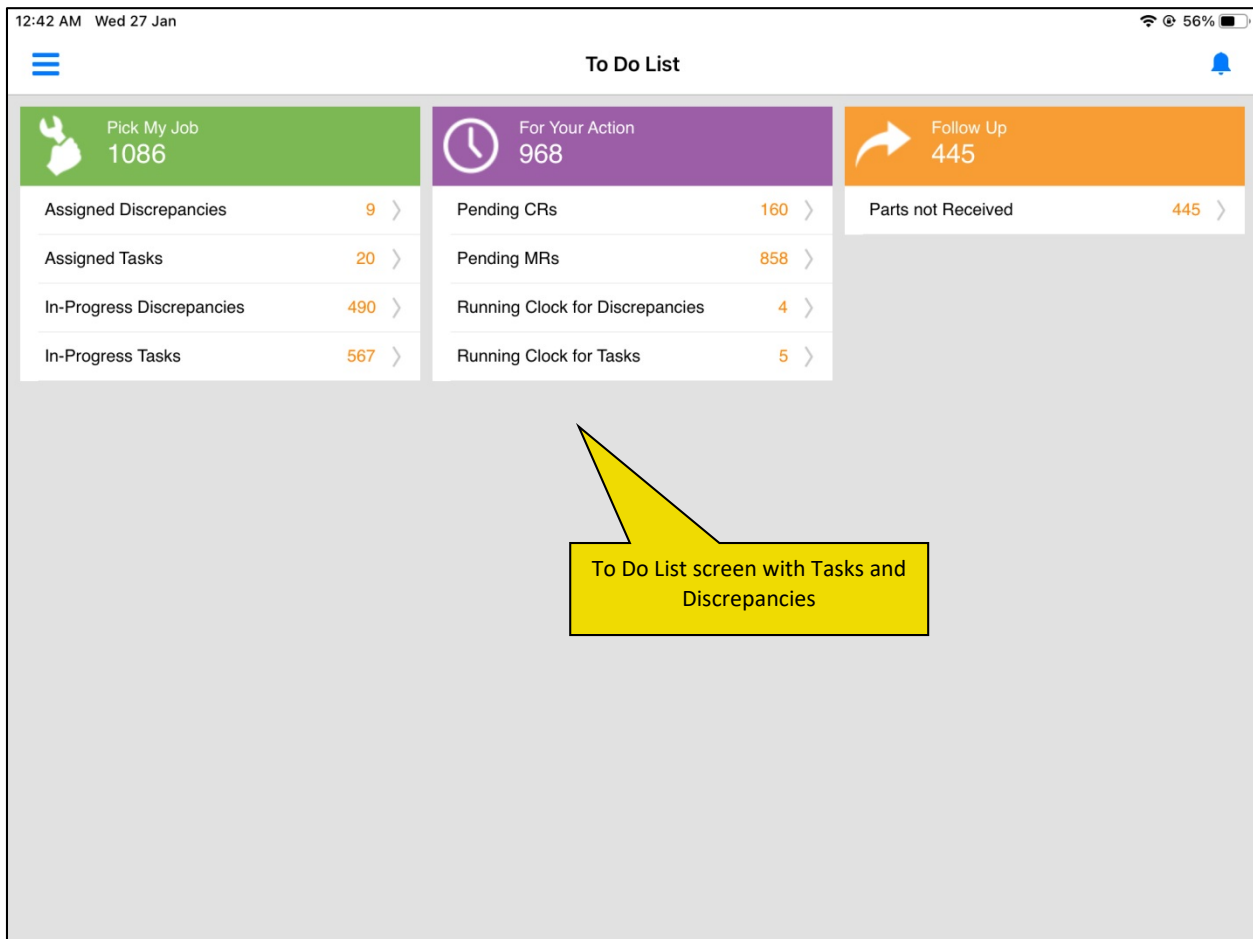 12:42 AM Wed 27 Jan
56%
To Do List
Pick My Job
1086
Assigned Discrepancies 9
Assigned Tasks 20
In-Progress Discrepancies 490
In-Progress Tasks 567
For Your Action
968
Pending CRs 160
Pending MRs 858
Running Clock for Discrepancies 4
Running Clock for Tasks 5
Follow Up
445
Parts not Received 445
To Do List screen with Tasks and
Discrepancies